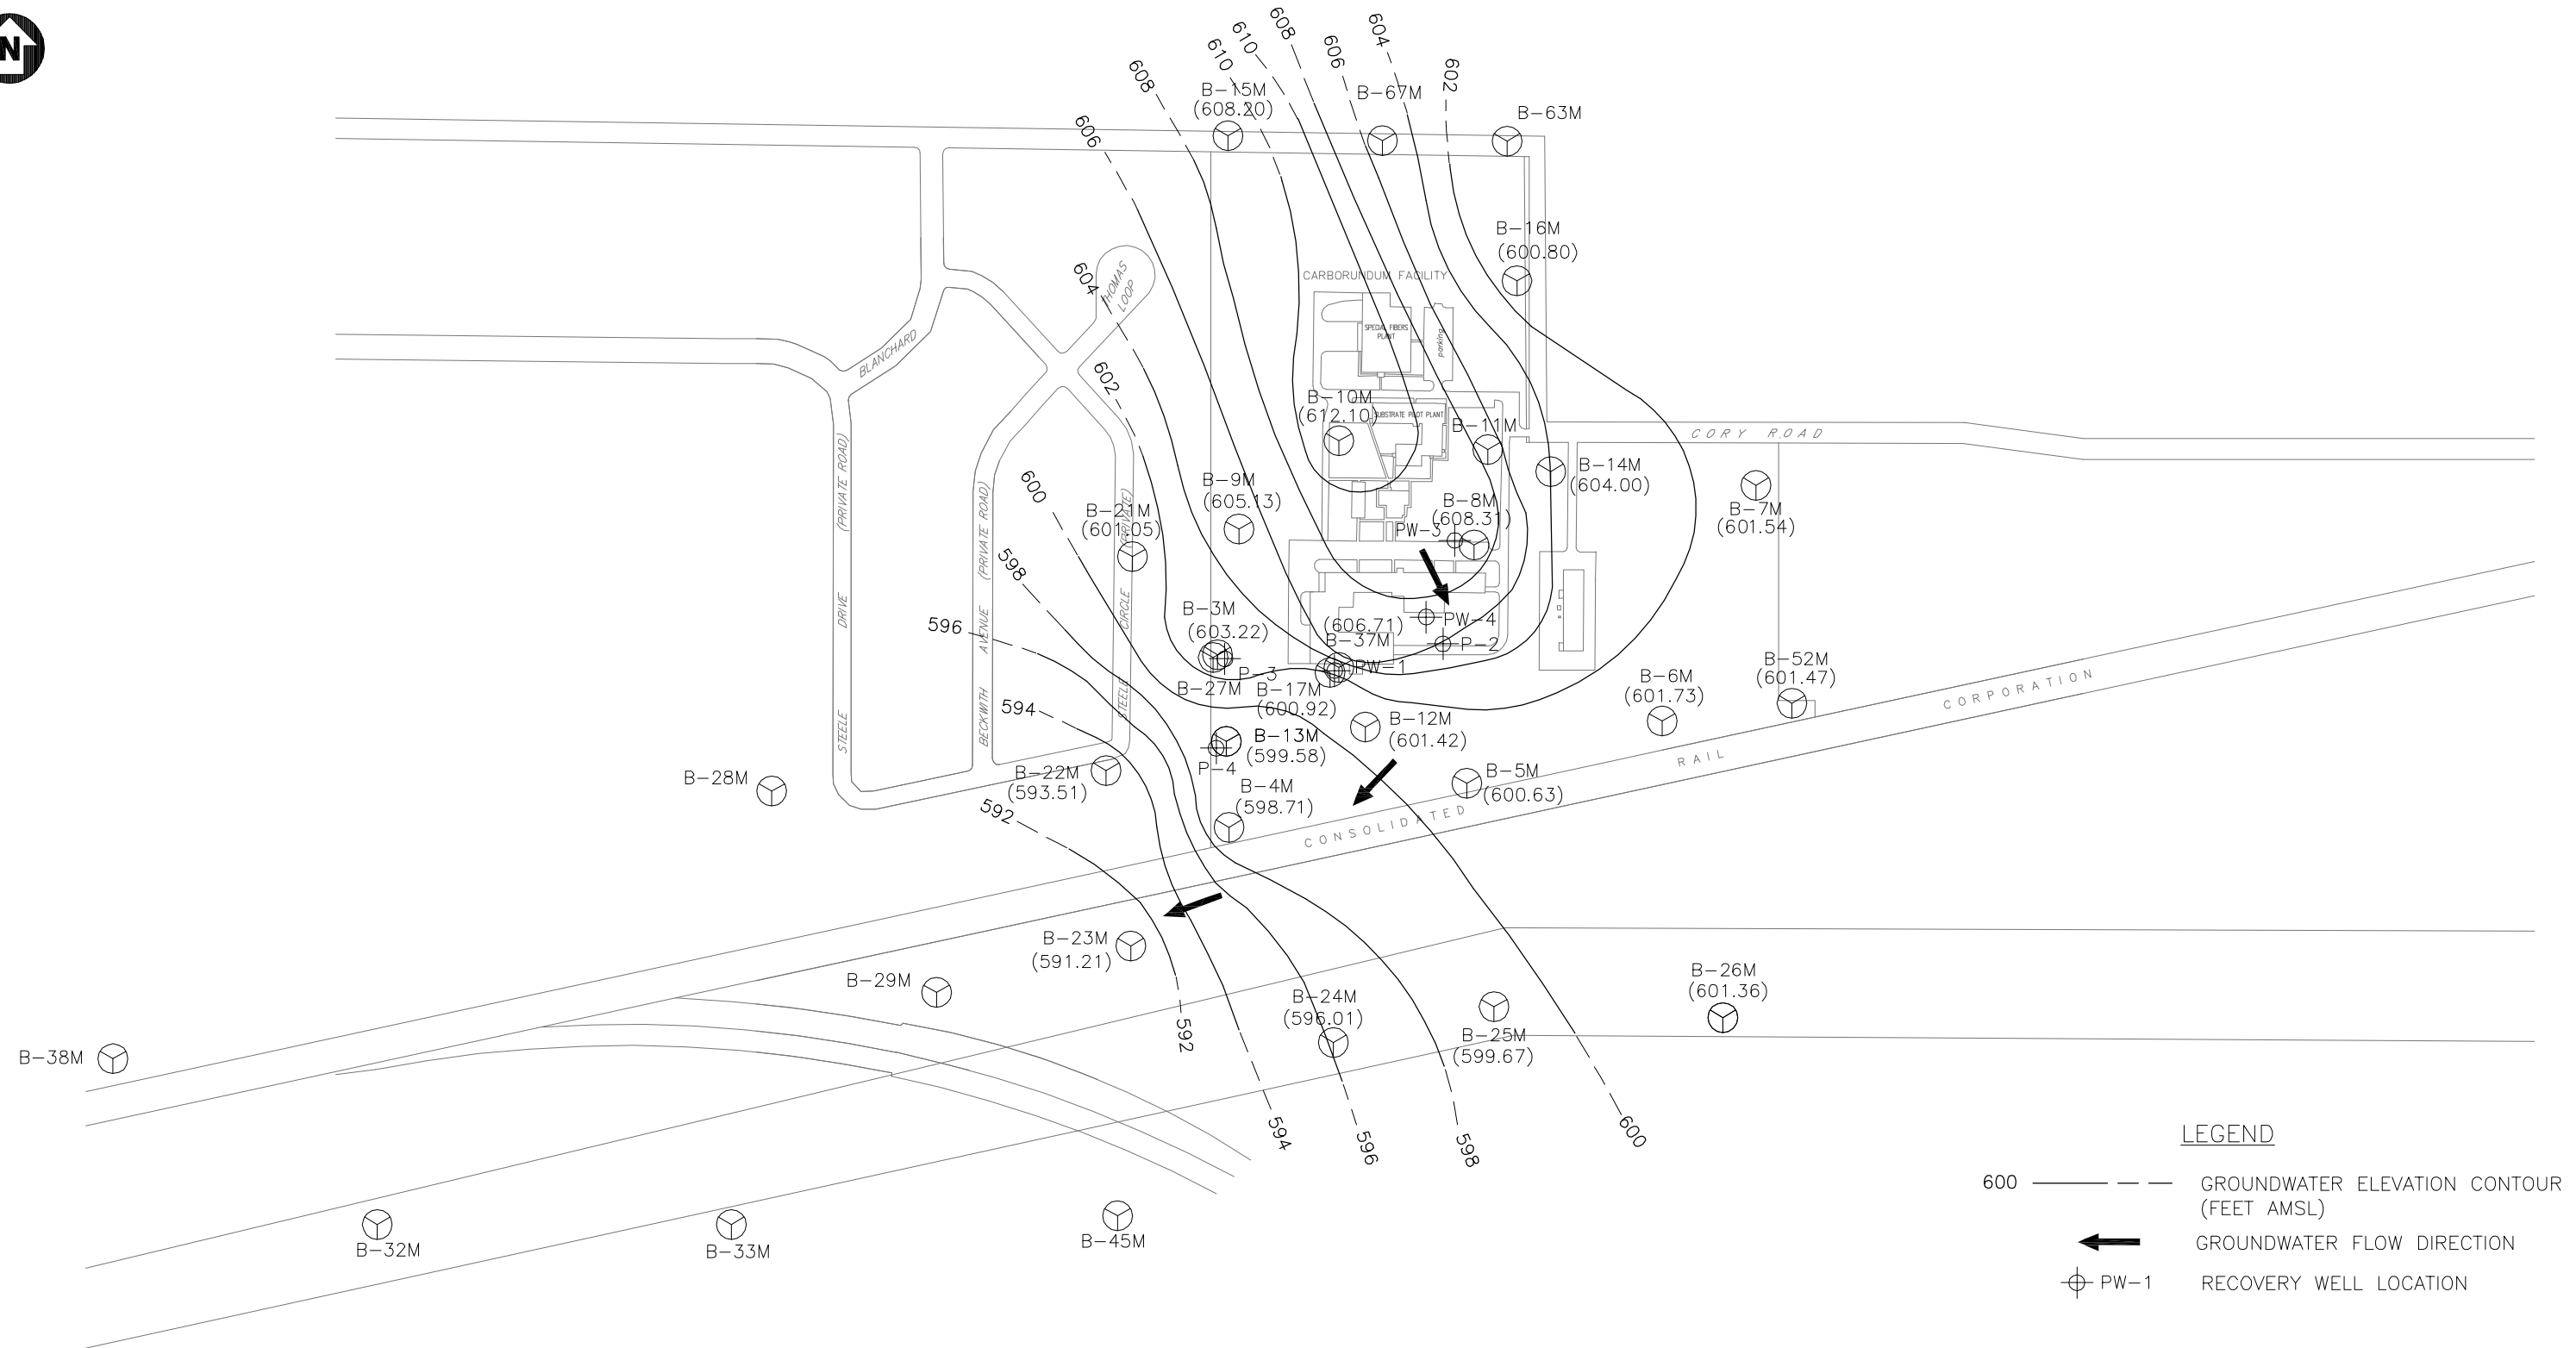 N
608
610
610
608
606
604
602
606
B-15M
(608.20)
B-67M
B-63M
B-16M
(600.80)
604
THOMAS
LOOP
CARBORUNDUM FACILITY
SPECIAL FIBERS
PLANT
parking
BLANCHARD
602
B-10M
(612.10)
SUBSTRATE PILOT PLANT
B-11M
CORY ROAD
B-14M
(604.00)
600
B-9M
(605.13)
B-21M
(601.05)
B-8M
(608.31)
PW-3
B-7M
(601.54)
STEELE DRIVE (PRIVATE ROAD)
BECKWITH AVENUE (PRIVATE ROAD)
STEELE CIRCLE (PRIVATE)
598
596
B-3M
(603.22)
(606.71)
B-37M
PW-4
P-2
PW-1
P-3
B-27M
B-17M
(600.92)
B-6M
(601.73)
B-52M
(601.47)
594
B-12M
(601.42)
B-13M
(599.58)
P-4
CONSOLIDATED RAIL CORPORATION
B-28M
B-22M
(593.51)
B-4M
(598.71)
B-5M
(600.63)
592
B-23M
(591.21)
B-29M
B-24M
(596.01)
B-25M
(599.67)
B-26M
(601.36)
B-38M
592
594
596
598
600
B-32M
B-33M
B-45M
LEGEND
600 GROUNDWATER ELEVATION CONTOUR
(FEET AMSL)
GROUNDWATER FLOW DIRECTION
PW-1 RECOVERY WELL LOCATION